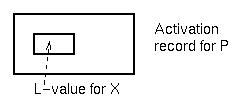 Activation
record for P
L-value for X